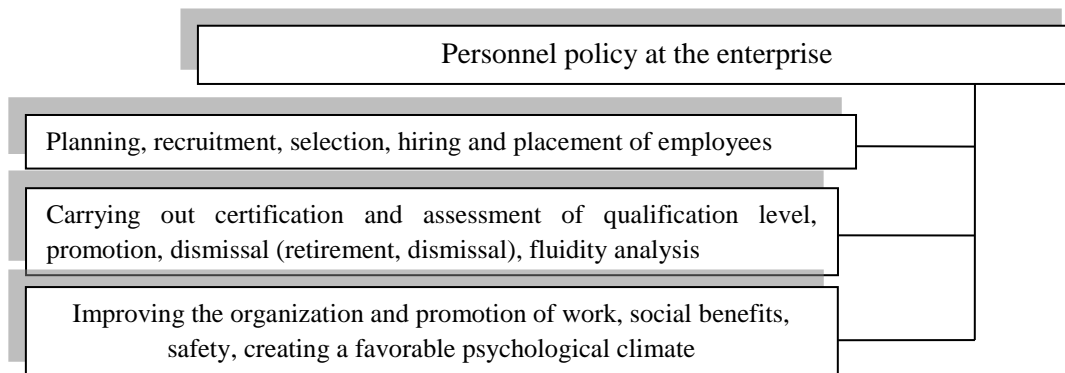 Personnel policy at the enterprise
Planning, recruitment, selection, hiring and placement of employees
Carrying out certification and assessment of qualification level,
promotion, dismissal (retirement, dismissal), fluidity analysis
Improving the organization and promotion of work, social benefits,
safety, creating a favorable psychological climate